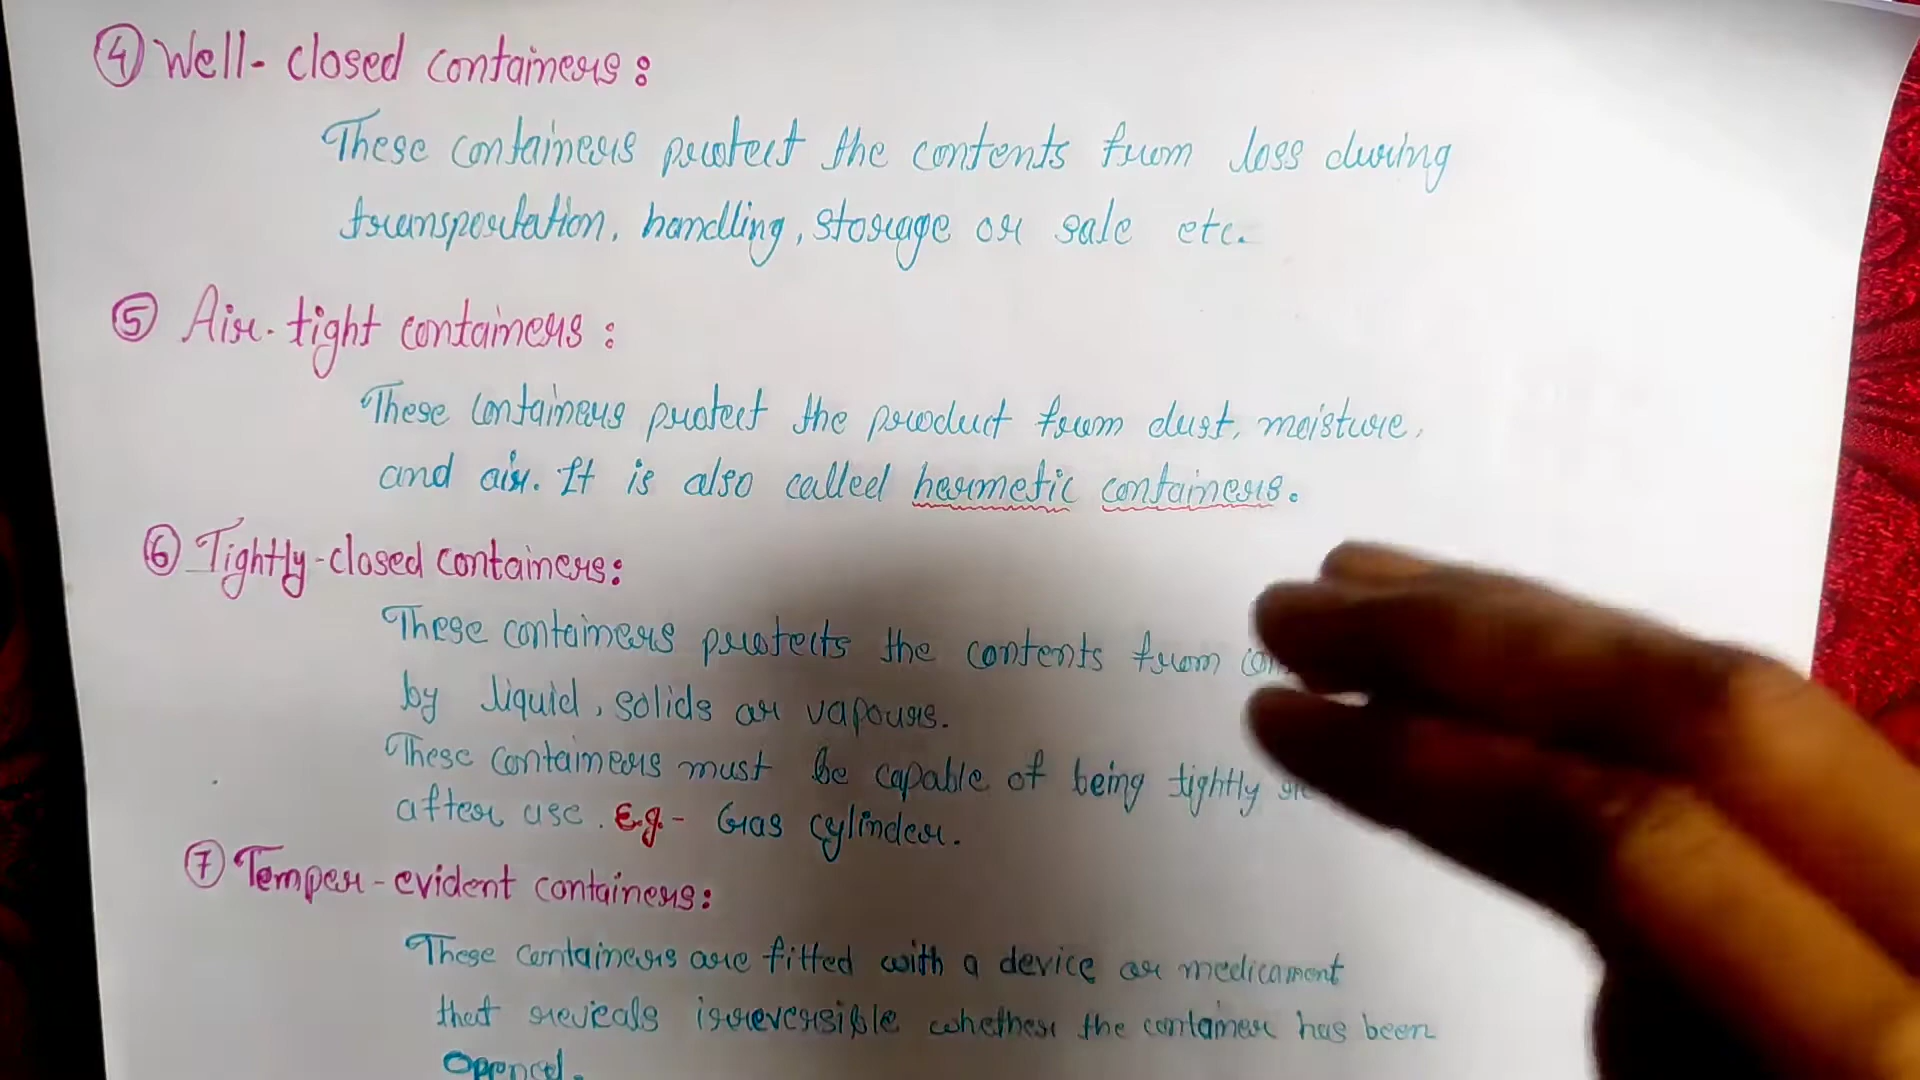 ④ Well-closed containers:
These containers protect the contents from loss during
transportation, handling, storage or sale etc.
⑤ Air-tight containers:
These containers protect the product from dust, moisture,
and air. It is also called hermetic containers.
⑥ Tightly-closed containers:
These containers protects the contents from
by liquid, solids or vapours.
These containers must be capable of being tightly
after use. E.g.- Gas cylinder.
⑦ Temper-evident containers:
These containers are fitted with a device or medicament
that reveals irreversible whether the container has been
Opened.